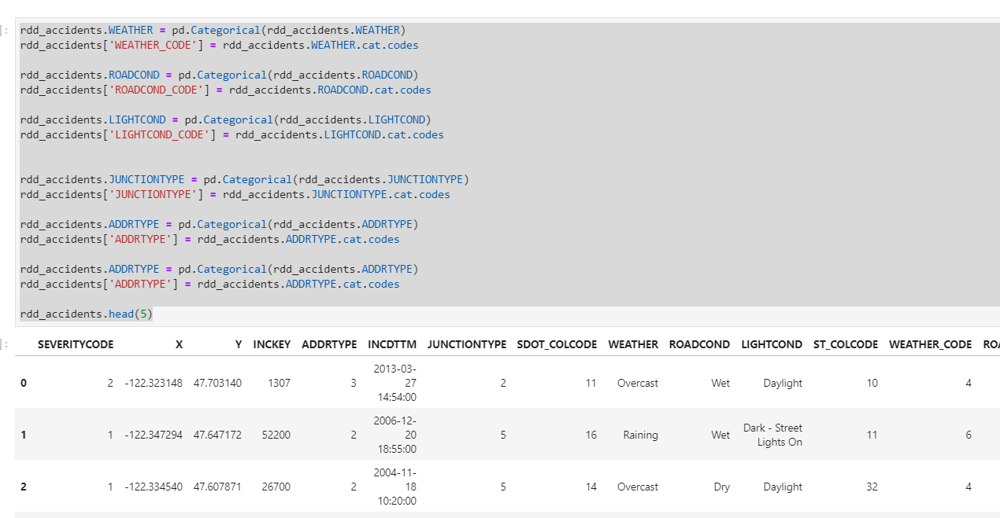 ]:
rdd_accidents.WEATHER = pd.Categorical(rdd_accidents.WEATHER)
rdd_accidents['WEATHER_CODE'] = rdd_accidents.WEATHER.cat.codes
rdd_accidents.ROADCOND = pd.Categorical(rdd_accidents.ROADCOND)
rdd_accidents['ROADCOND_CODE'] = rdd_accidents.ROADCOND.cat.codes
rdd_accidents.LIGHTCOND = pd.Categorical(rdd_accidents.LIGHTCOND)
rdd_accidents['LIGHTCOND_CODE'] = rdd_accidents.LIGHTCOND.cat.codes
rdd_accidents.JUNCTIONTYPE = pd.Categorical(rdd_accidents.JUNCTIONTYPE)
rdd_accidents['JUNCTIONTYPE'] = rdd_accidents.JUNCTIONTYPE.cat.codes
rdd_accidents.ADDRTYPE = pd.Categorical(rdd_accidents.ADDRTYPE)
rdd_accidents['ADDRTYPE'] = rdd_accidents.ADDRTYPE.cat.codes
rdd_accidents.ADDRTYPE = pd.Categorical(rdd_accidents.ADDRTYPE)
rdd_accidents['ADDRTYPE'] = rdd_accidents.ADDRTYPE.cat.codes
rdd_accidents.head(5)
]:
SEVERITYCODE X Y INCKEY ADDRTYPE INCDTTM JUNCTIONTYPE SDOT_COLCODE WEATHER ROADCOND LIGHTCOND ST_COLCODE WEATHER_CODE
0 2 -122.323148 47.703140 1307 3 2013-03-27 14:54:00 2 11 Overcast Wet Daylight 10 4
1 1 -122.347294 47.647172 52200 2 2006-12-20 18:55:00 5 16 Raining Wet Dark - Street Lights On 11 6
2 1 -122.334540 47.607871 26700 2 2004-11-18 10:20:00 5 14 Overcast Dry Daylight 32 4